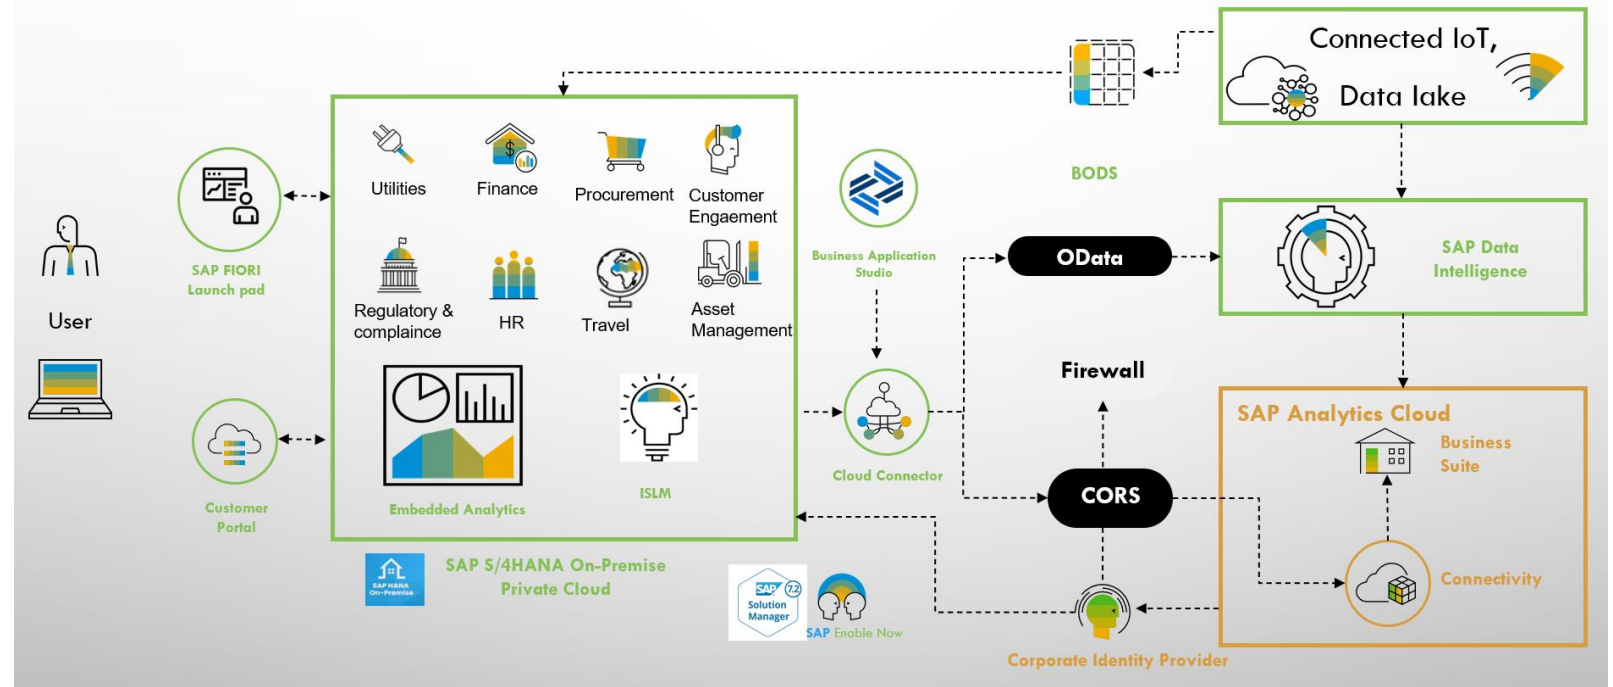 Connected IoT,
Data lake
BODS
Utilities
Finance
Procurement
Customer
Engaement
Regulatory &
complaince
HR
Travel
Asset
Management
SAP FIORI
Launch pad
User
Customer
Portal
Embedded Analytics
ISLM
SAP S/4HANA On-Premise
Private Cloud
SAP HANA
On-Premise
Business Application
Studio
Cloud Connector
OData
SAP Data
Intelligence
Firewall
CORS
SAP Analytics Cloud
Business
Suite
Connectivity
SAP 7.2
Solution
Manager
SAP Enable Now
Corporate Identity Provider